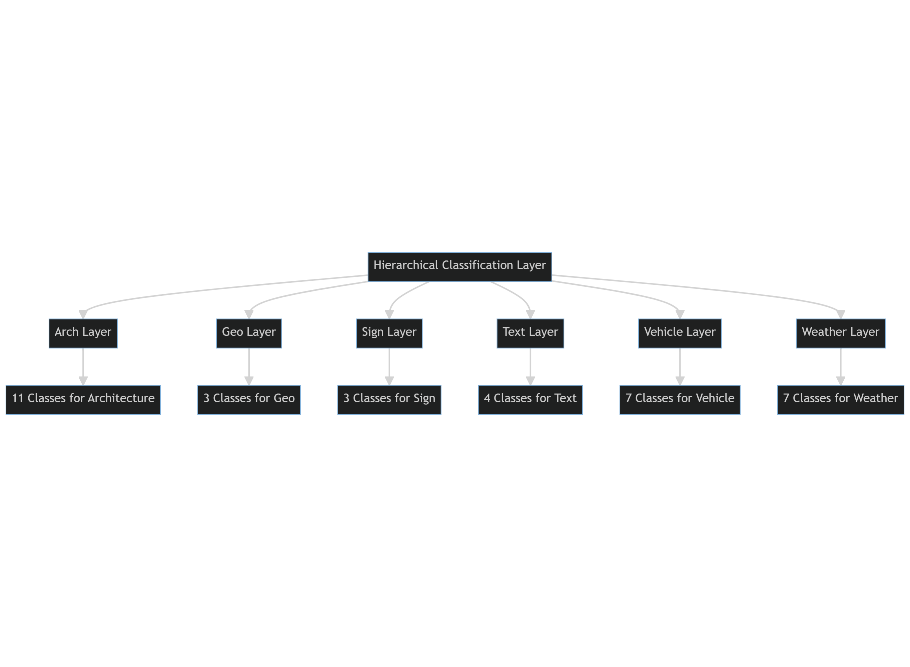 Hierarchical Classification Layer
Arch Layer
Geo Layer
Sign Layer
Text Layer
Vehicle Layer
Weather Layer
11 Classes for Architecture
3 Classes for Geo
3 Classes for Sign
4 Classes for Text
7 Classes for Vehicle
7 Classes for Weather